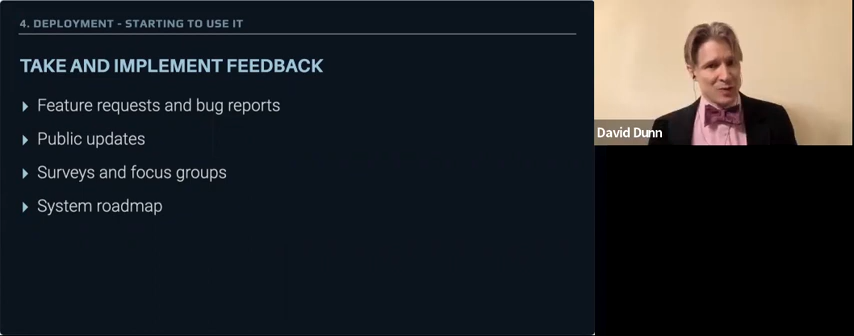 4. DEPLOYMENT - STARTING TO USE IT
TAKE AND IMPLEMENT FEEDBACK
Feature requests and bug reports
Public updates
Surveys and focus groups
System roadmap
David Dunn